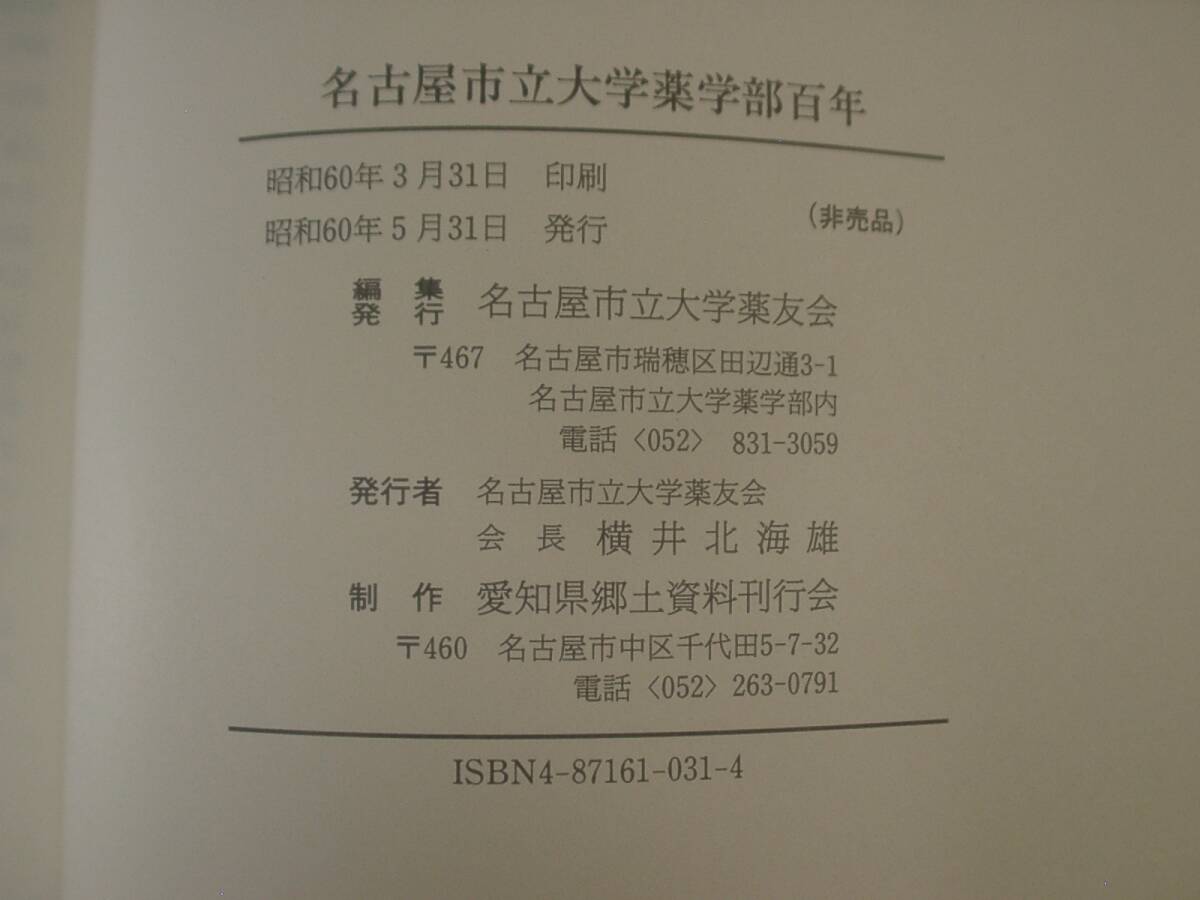 名古屋市立大学薬学部百年
昭和60年3月31日 印刷
昭和60年5月31日 発行 (非売品)
編集
発行 名古屋市立大学薬友会
〒467 名古屋市瑞穂区田辺通3-1
名古屋市立大学薬学部内
電話〈052〉831-3059
発行者 名古屋市立大学薬友会
会長 横井北海雄
制作 愛知県郷土資料刊行会
〒460 名古屋市中区千代田5-7-32
電話〈052〉263-0791
ISBN4-87161-031-4